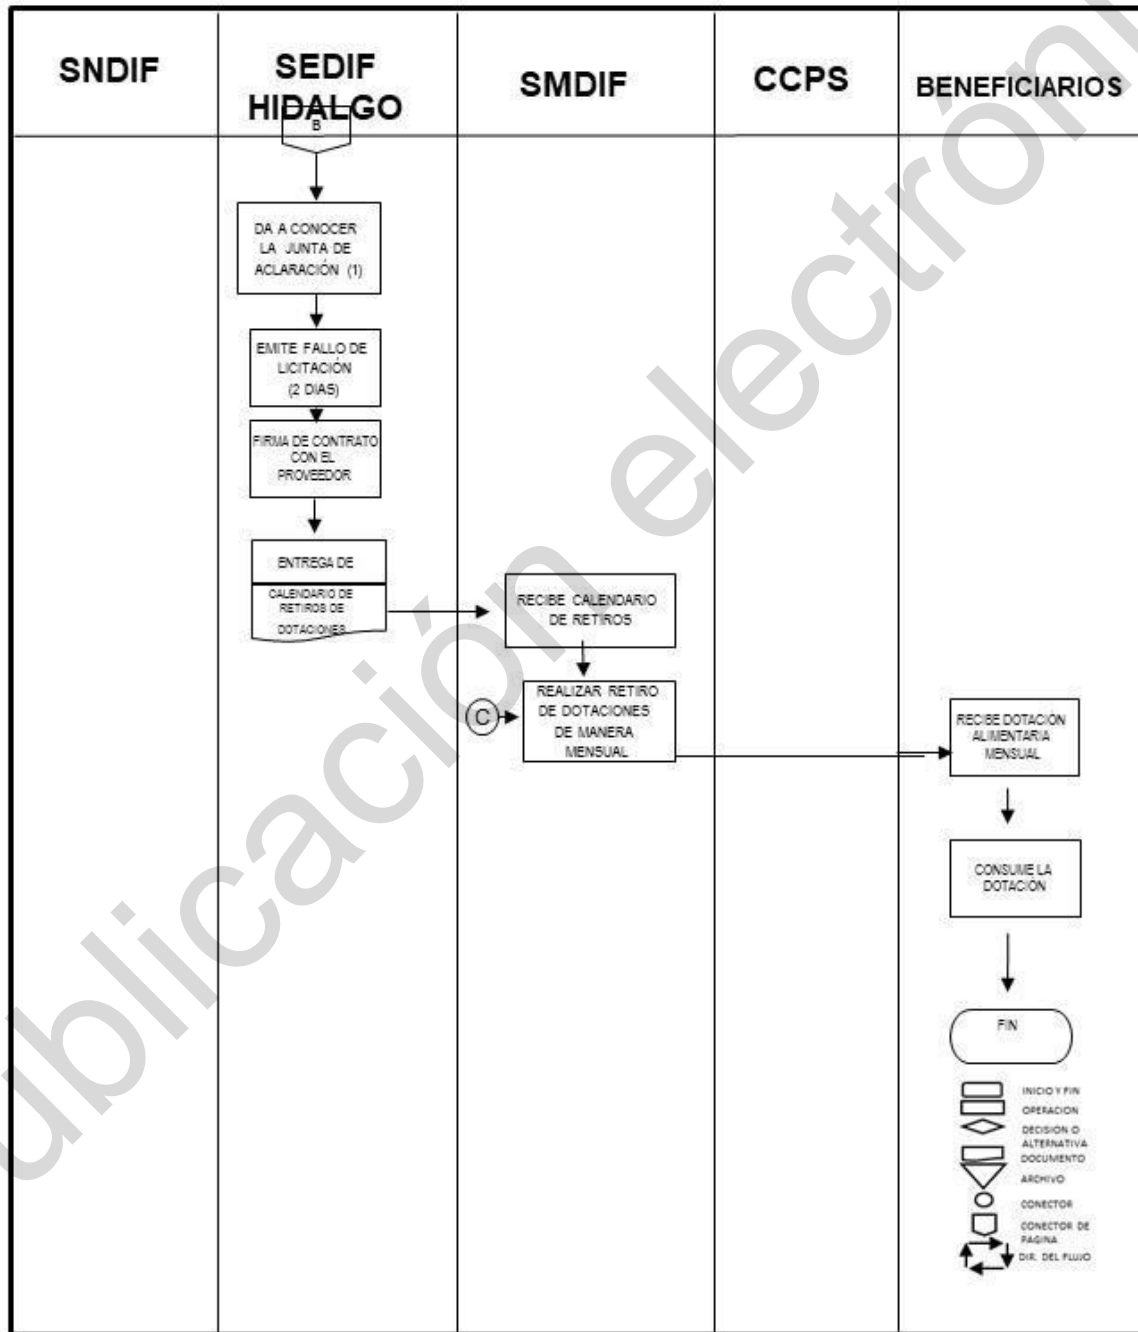 SNDIF
SEDIF
HIDALGO
SMDIF
CCPS
BENEFICIARIOS
B
DA A CONOCER
LA JUNTA DE
ACLARACIÓN (1)
EMITE FALLO DE
LICITACIÓN
(2 DIAS)
FIRMA DE CONTRATO
CON EL
PROVEEDOR
ENTREGA DE
CALENDARIO DE
RETIROS DE
DOTACIONES
RECIBE CALENDARIO
DE RETIROS
C
REALIZAR RETIRO
DE DOTACIONES
DE MANERA
MENSUAL
RECIBE DOTACIÓN
ALIMENTARIA
MENSUAL
CONSUME LA
DOTACIÓN
FIN
INICIO Y FIN
OPERACION
DECISION O
ALTERNATIVA
DOCUMENTO
ARCHIVO
CONECTOR
CONECTOR DE
PAGINA
DIR. DEL FLUJO
ublicación electróni